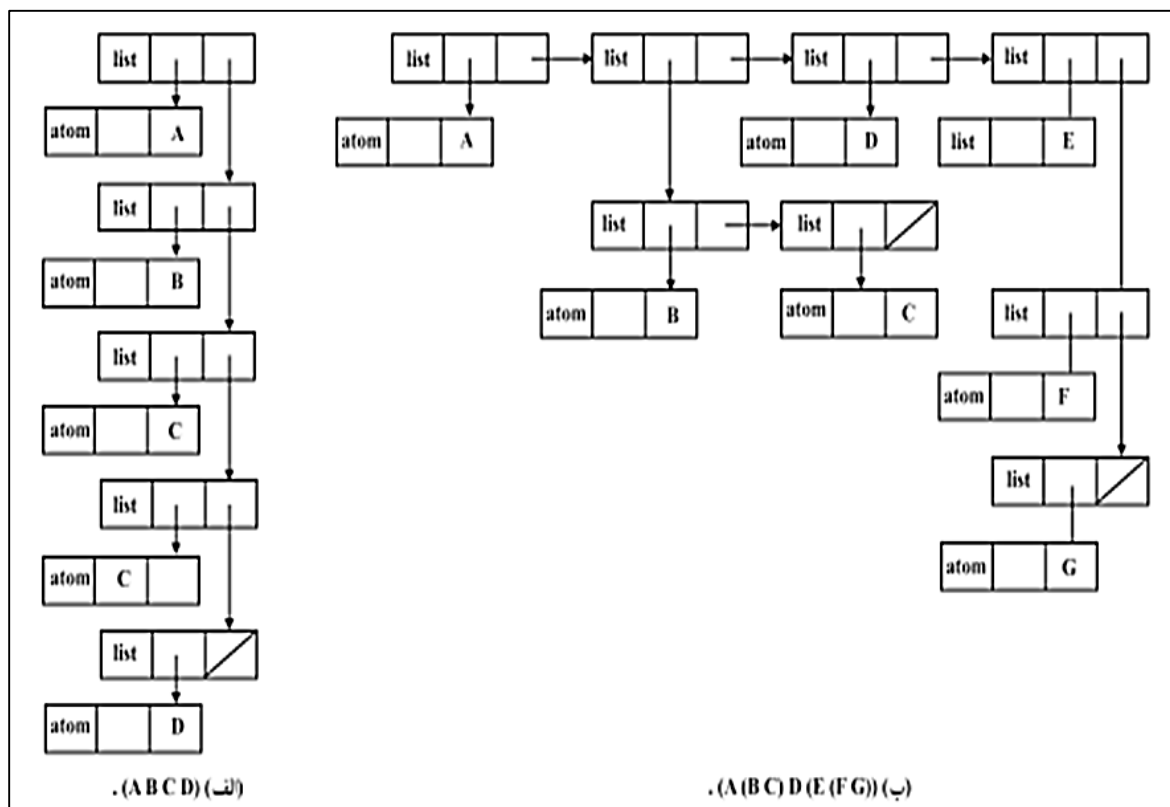 list
atom A
list
atom B
list
atom C
list
atom C
list
atom D
(الف) (A B C D).
list list list list
atom A atom D list E
list list
atom B atom C list
atom F
list
atom G
(ب) (A (B C) D (E (F G)).